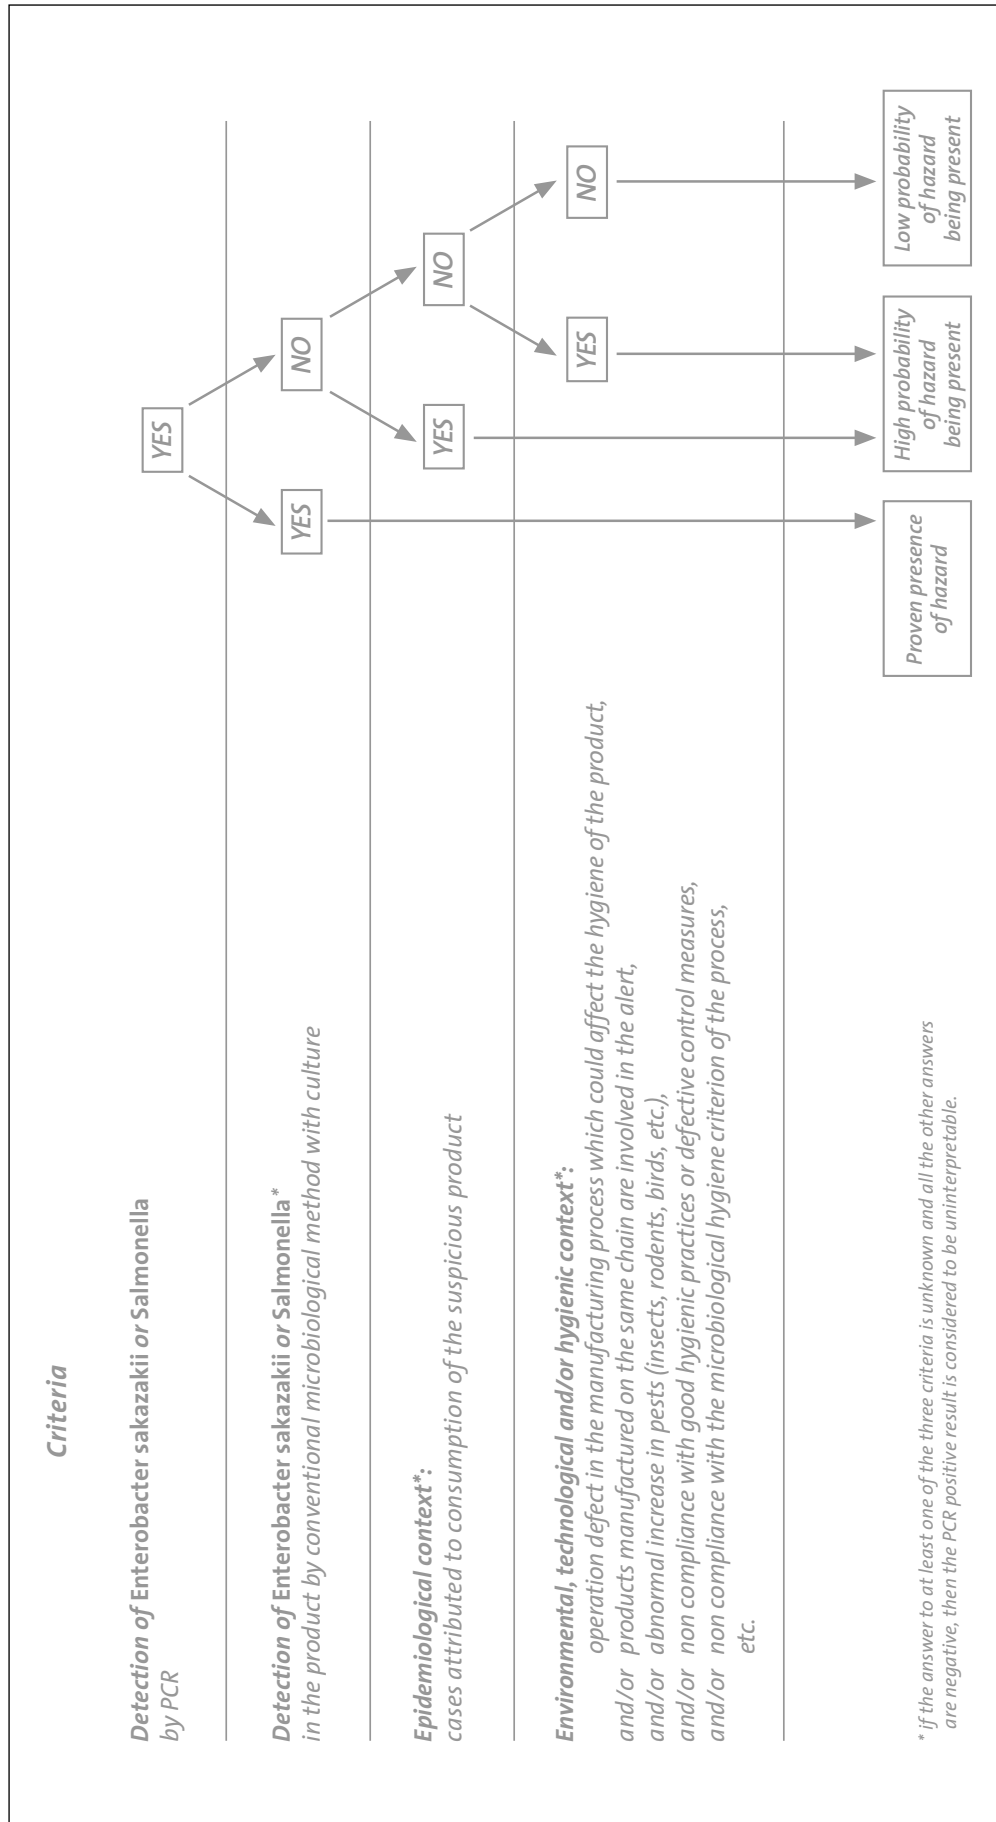 Criteria
Detection of Enterobacter sakazakii or Salmonella
by PCR
YES
Detection of Enterobacter sakazakii or Salmonella *
in the product by conventional microbiological method with culture
YES
NO
Epidemiological context*:
cases attributed to consumption of the suspicious product
YES
NO
Environmental, technological and/or hygienic context*:
operation defect in the manufacturing process which could affect the hygiene of the product,
and/or products manufactured on the same chain are involved in the alert,
and/or abnormal increase in pests (insects, rodents, birds, etc.),
and/or non compliance with good hygienic practices or defective control measures,
and/or non compliance with the microbiological hygiene criterion of the process,
etc.
YES
NO
Proven presence
of hazard
High probability
of hazard
being present
Low probability
of hazard
being present
* if the answer to at least one of the three criteria is unknown and all the other answers
are negative, then the PCR positive result is considered to be uninterpretable.